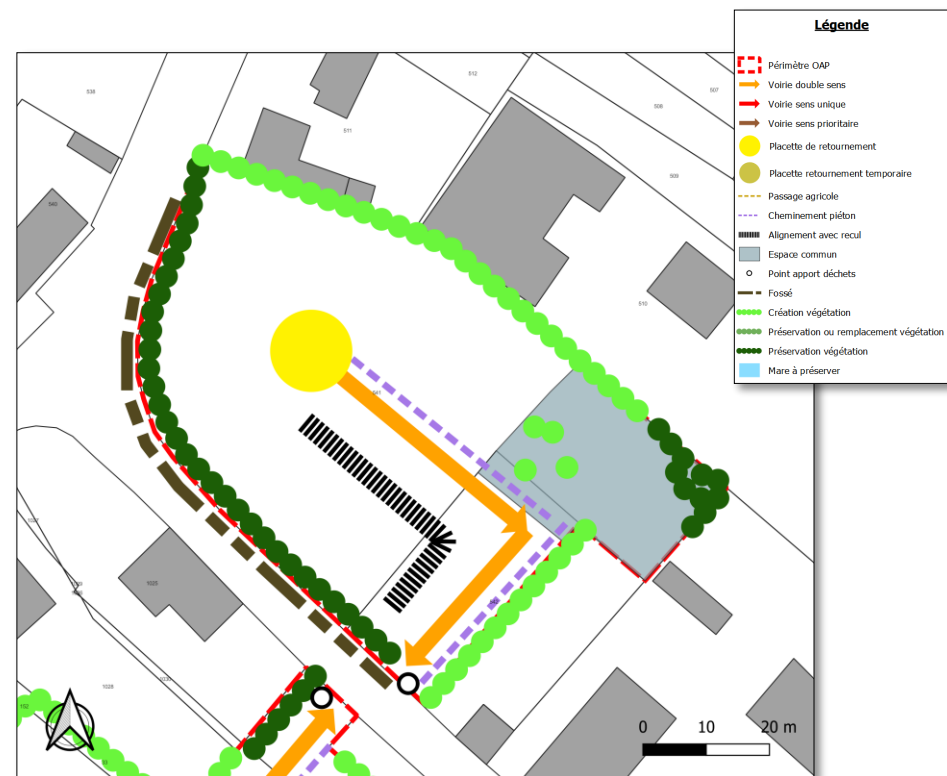 Légende
Périmètre OAP
Voirie double sens
Voirie sens unique
Voirie sens prioritaire
Placette de retournement
Placette retournement temporaire
Passage agricole
Cheminement piéton
Alignement avec recul
Espace commun
Point apport déchets
Fossé
Création végétation
Préservation ou remplacement végétation
Préservation végétation
Mare à préserver
538
512
507
508
511
509
540
510
1025
1028
0 10 20 m